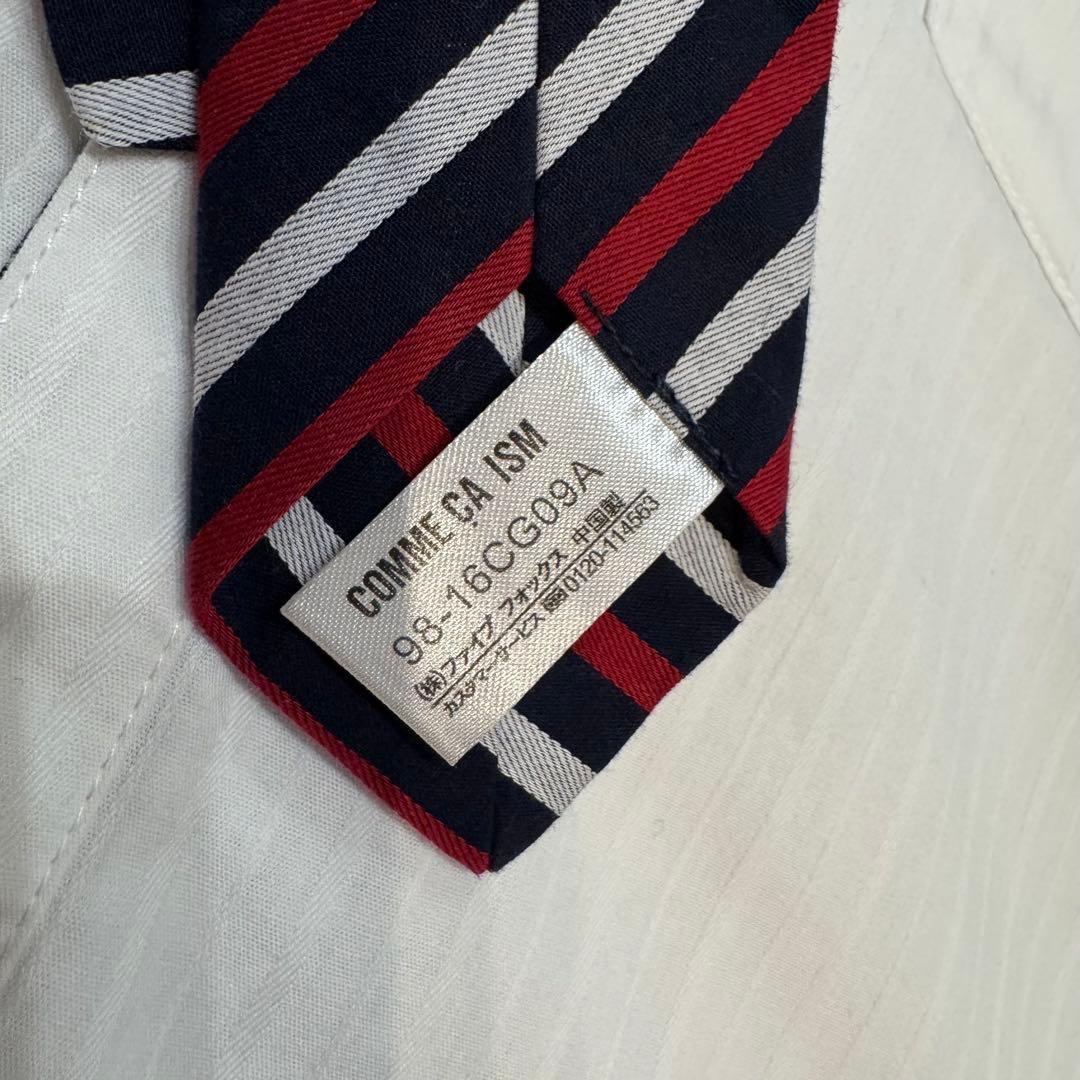 COMME ÇA ISM
98-16CG09A
(株)ファイブ フォックス 中国製
カスタマーサービス 0120-114563